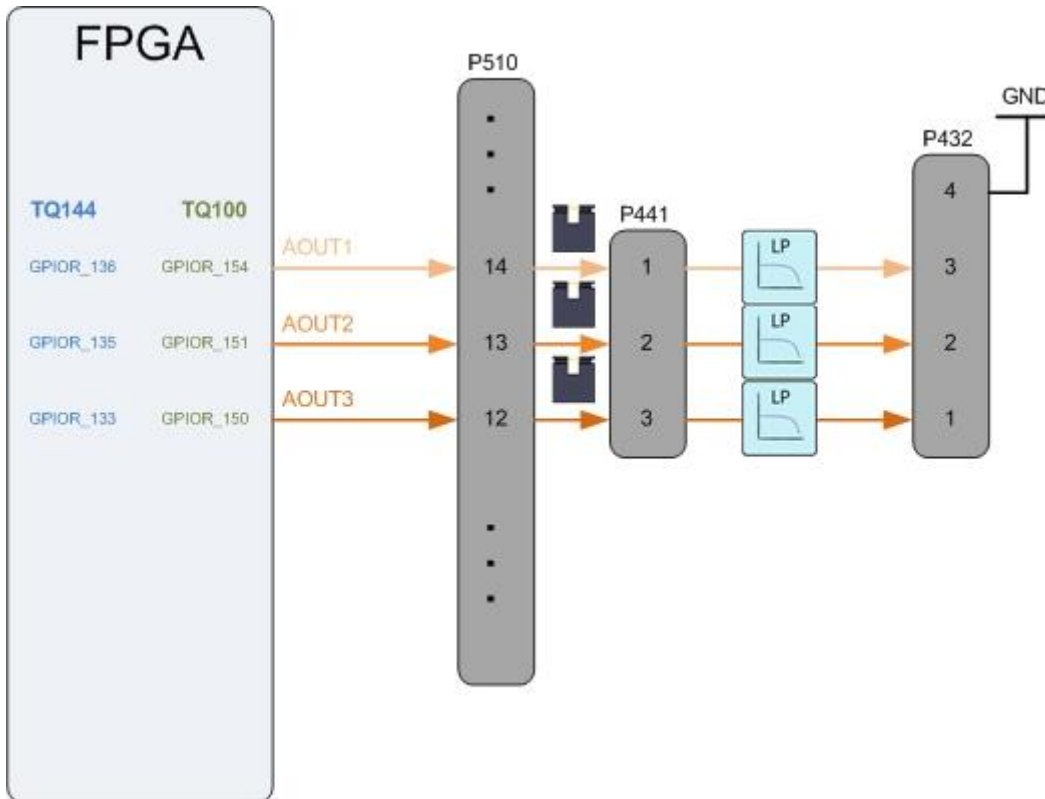 FPGA
P510
GND
P432
4
TQ144 TQ100
P441
LP
AOUT1
GPIOR_136 GPIOR_154
14
1
3
LP
AOUT2
GPIOR_135 GPIOR_151
13
2
2
LP
AOUT3
GPIOR_133 GPIOR_150
12
3
1